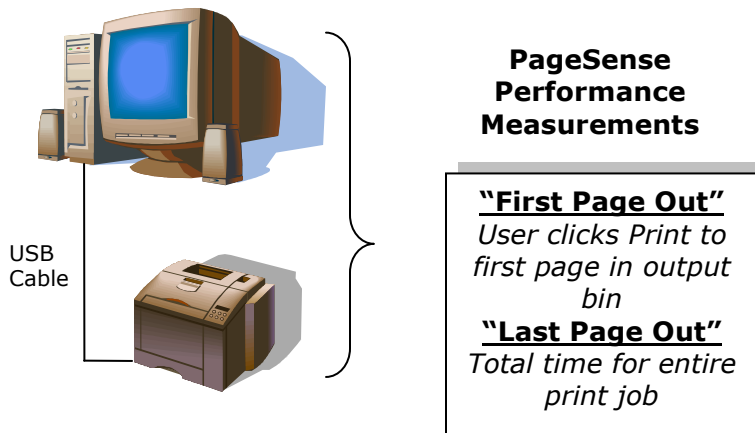 PageSense
Performance
Measurements
“First Page Out”
User clicks Print to
first page in output
bin
“Last Page Out”
Total time for entire
print job
USB
Cable